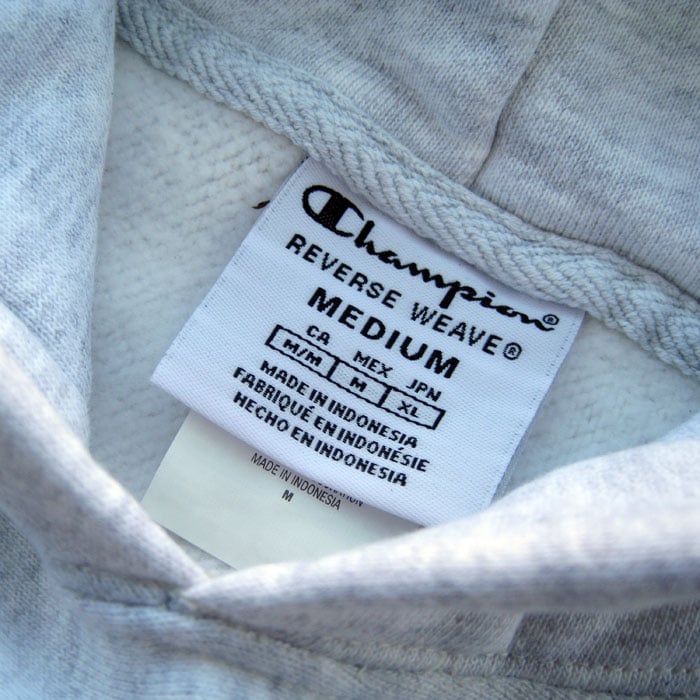 Champion®
REVERSE WEAVE®
MEDIUM
CA MEX JPN
M/M M XL
MADE IN INDONESIA
FABRIQUÉ EN INDONÉSIE
HECHO EN INDONESIA
MADE IN INDONESIA
M